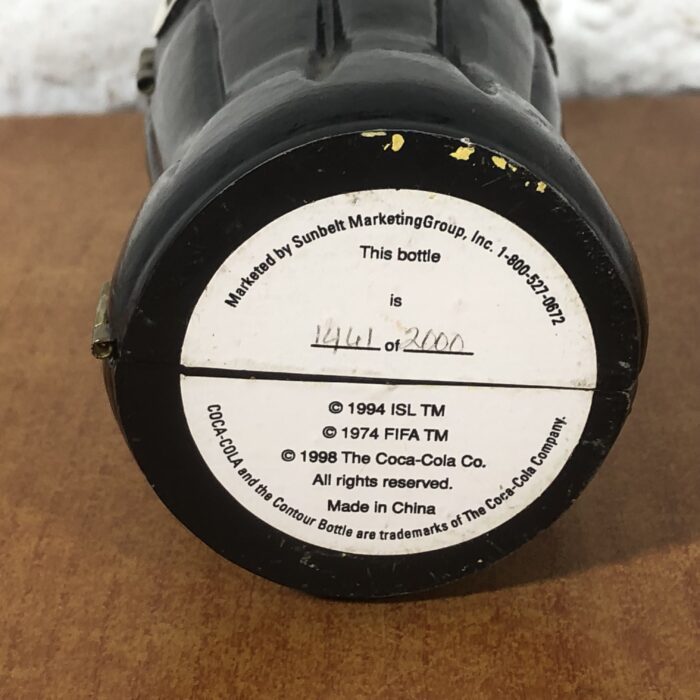 Marketed by Sunbelt MarketingGroup, Inc. 1-800-527-0672
This bottle
is
1461 of 2000
© 1994 ISL TM
© 1974 FIFA TM
© 1998 The Coca-Cola Co.
All rights reserved.
Made in China
COCA-COLA and the Contour Bottle are trademarks of The Coca-Cola Company.